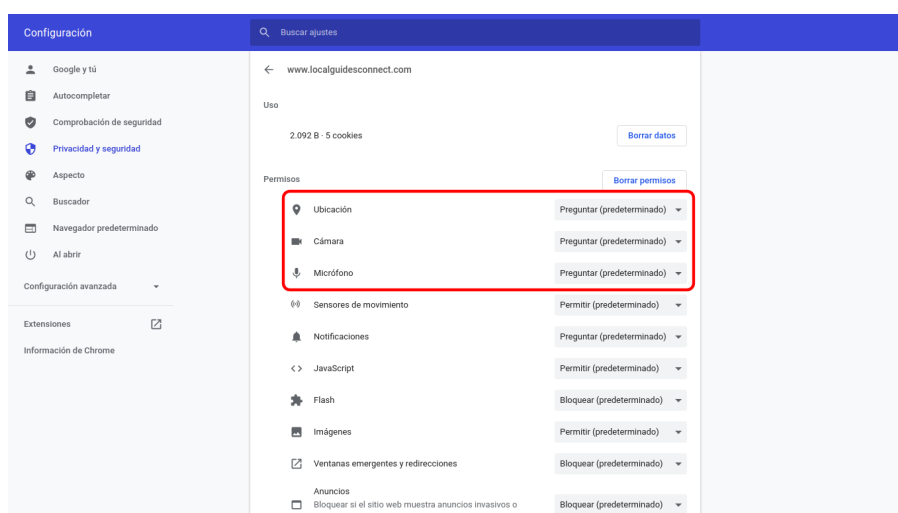 Configuración
Buscar ajustes
Google y tú
Autocompletar
Comprobación de seguridad
Privacidad y seguridad
Aspecto
Buscador
Navegador predeterminado
Al abrir
Configuración avanzada
Extensiones
Información de Chrome
www.localguidesconnect.com
Uso
2.092 B · 5 cookies
Borrar datos
Permisos
Borrar permisos
Ubicación
Preguntar (predeterminado)
Cámara
Preguntar (predeterminado)
Micrófono
Preguntar (predeterminado)
Sensores de movimiento
Permitir (predeterminado)
Notificaciones
Preguntar (predeterminado)
JavaScript
Permitir (predeterminado)
Flash
Bloquear (predeterminado)
Imágenes
Permitir (predeterminado)
Ventanas emergentes y redirecciones
Bloquear (predeterminado)
Anuncios
Bloquear si el sitio web muestra anuncios invasivos o
Bloquear (predeterminado)